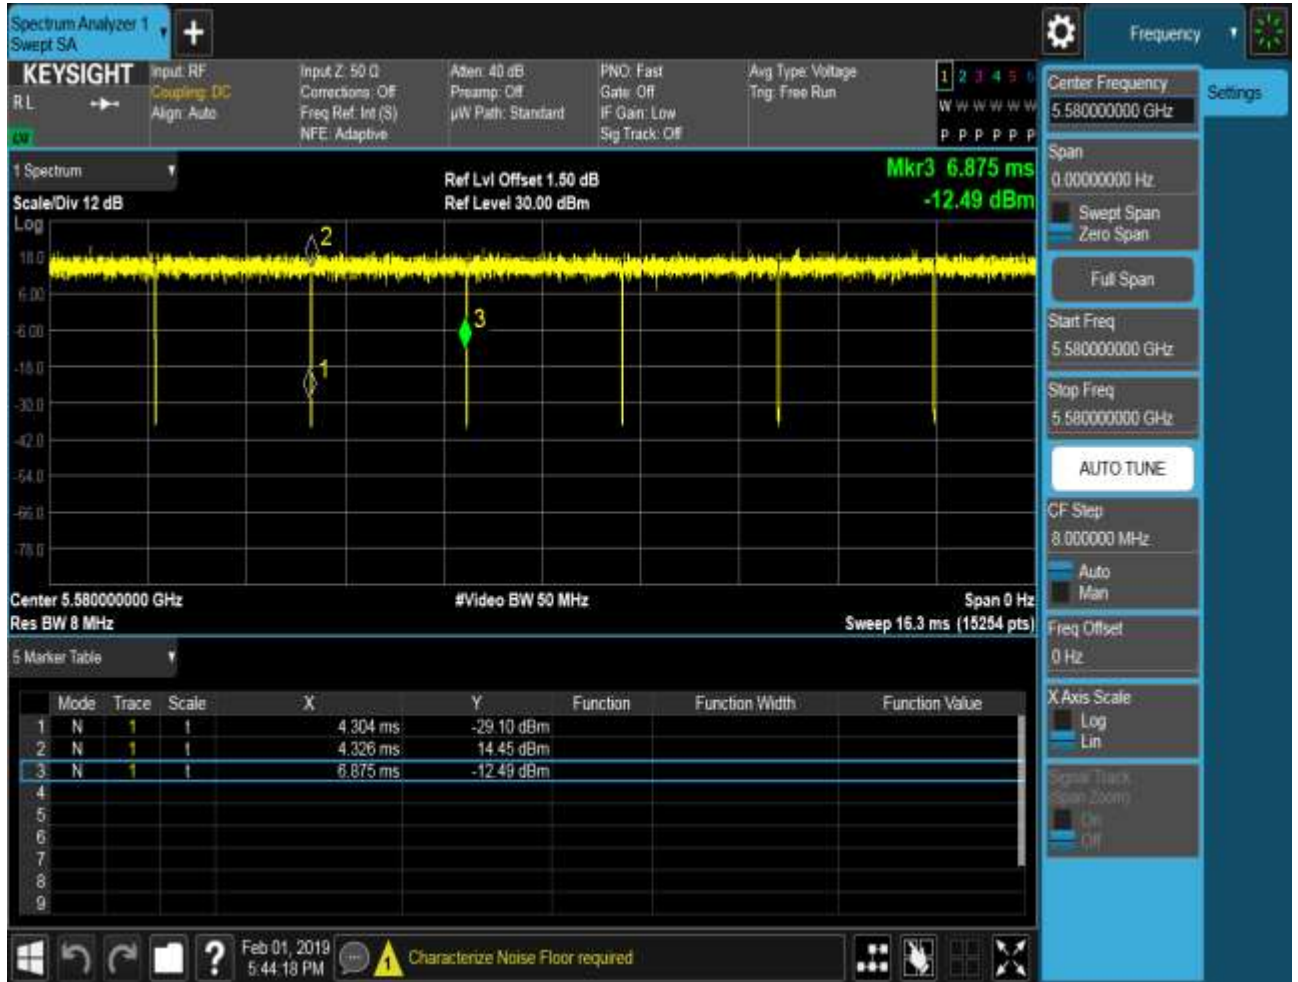 Spectrum Analyzer 1
Swept SA
+
Frequency
KEYSIGHT
RL
Input: RF
Coupling: DC
Align: Auto
Input Z: 50 Ω
Corrections: Off
Freq Ref: Int (S)
NFE: Adaptive
Atten: 40 dB
Preamp: Off
µW Path: Standard
PNO: Fast
Gate: Off
IF Gain: Low
Sig Track: Off
Avg Type: Voltage
Trig: Free Run
1 2 3 4 5 6
W W W W W W
P P P P P P
1 Spectrum
Scale/Div 12 dB
Ref Lvl Offset 1.50 dB
Ref Level 30.00 dBm
Mkr3 6.875 ms
-12.49 dBm
Log
18.0
6.00
-6.00
-18.0
-30.0
-42.0
-54.0
-66.0
-78.0
2
3
1
Center 5.580000000 GHz
Res BW 8 MHz
#Video BW 50 MHz
Span 0 Hz
Sweep 16.3 ms (15254 pts)
5 Marker Table
Mode Trace Scale X Y Function Function Width Function Value
1 N 1 t 4.304 ms -29.10 dBm
2 N 1 t 4.326 ms 14.45 dBm
3 N 1 t 6.875 ms -12.49 dBm
4
5
6
7
8
9
Feb 01, 2019
5:44:18 PM
?
1
Characterize Noise Floor required
Settings
Center Frequency
5.580000000 GHz
Span
0.00000000 Hz
Swept Span
Zero Span
Full Span
Start Freq
5.580000000 GHz
Stop Freq
5.580000000 GHz
AUTO TUNE
CF Step
8.000000 MHz
Auto
Man
Freq Offset
0 Hz
X Axis Scale
Log
Lin
Signal Track
(Span Zoom)
On
Off